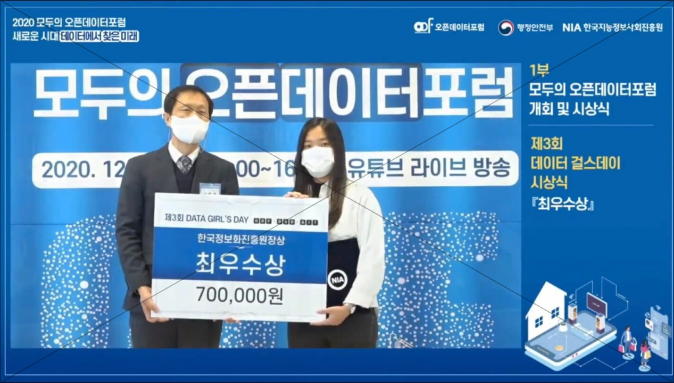 2020 모두의 오픈데이터포럼
새로운 시대 데이터에서 찾은 미래
오픈데이터포럼
행정안전부
NIA 한국지능정보사회진흥원
모두의 오픈데이터포럼
2020. 12
00~16
유튜브 라이브 방송
제3회 DATA GIRL'S DAY
한국정보화진흥원장상
최우수상
700,000원
NIA
1부
모두의 오픈데이터포럼
개회 및 시상식
제3회
데이터 걸스데이
시상식
『최우수상』